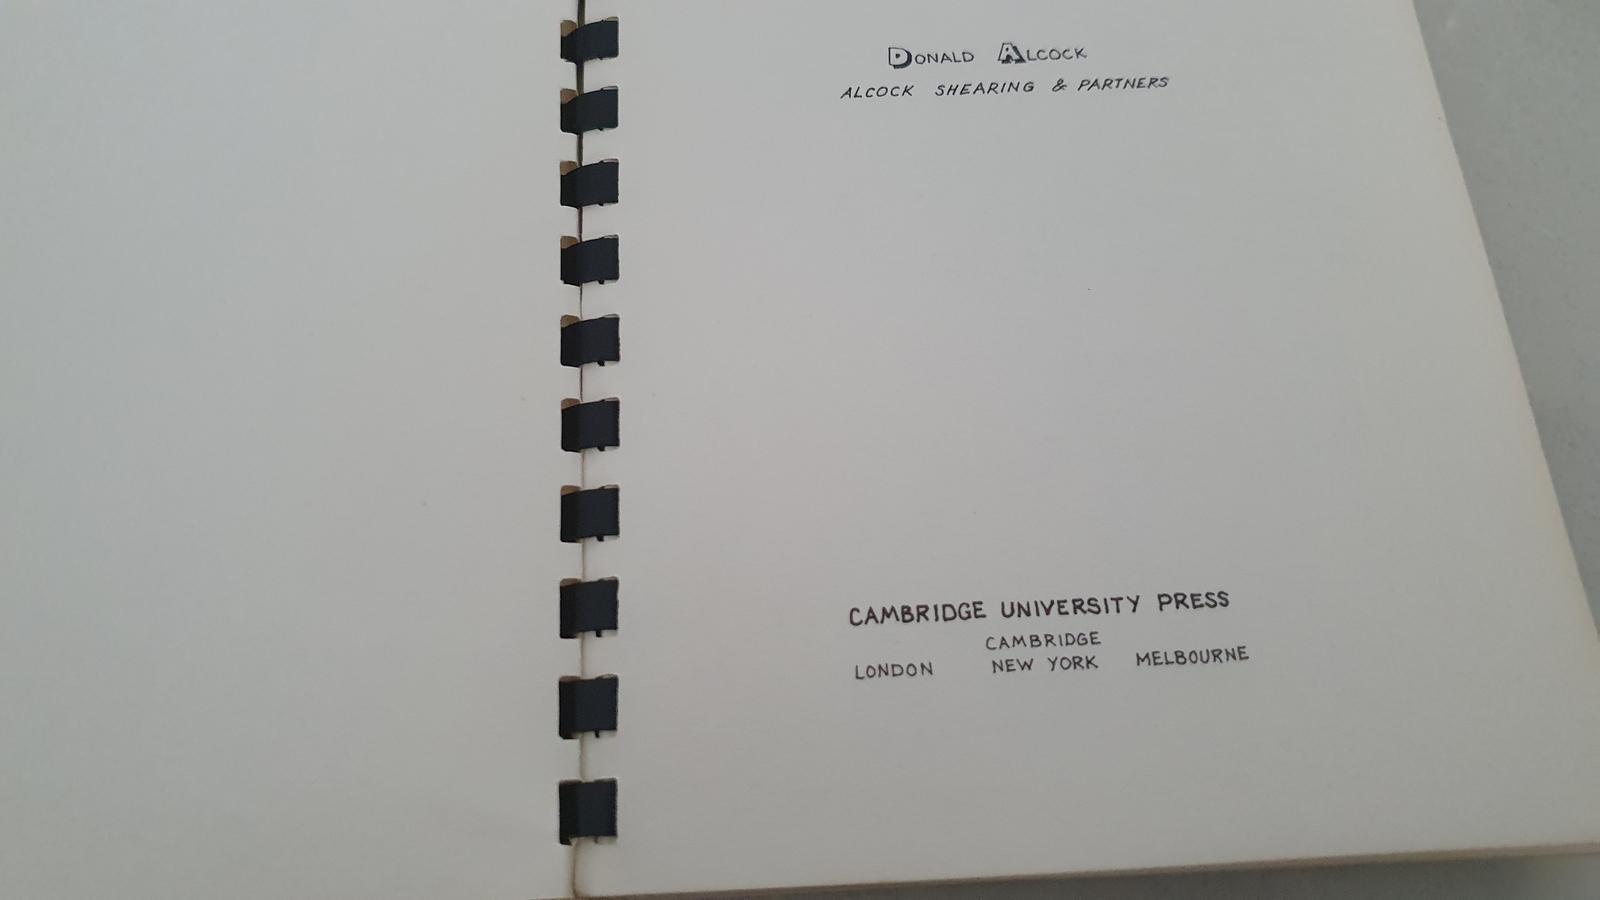 DONALD ALCOCK
ALCOCK SHEARING & PARTNERS
CAMBRIDGE UNIVERSITY PRESS
CAMBRIDGE
LONDON NEW YORK MELBOURNE